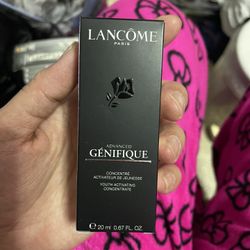 LANCÔME
PARIS
ADVANCED
GÉNIFIQUE
CONCENTRÉ
ACTIVATEUR DE JEUNESSE
YOUTH ACTIVATING
CONCENTRATE
℮ 20 ml 0.67 FL. OZ.